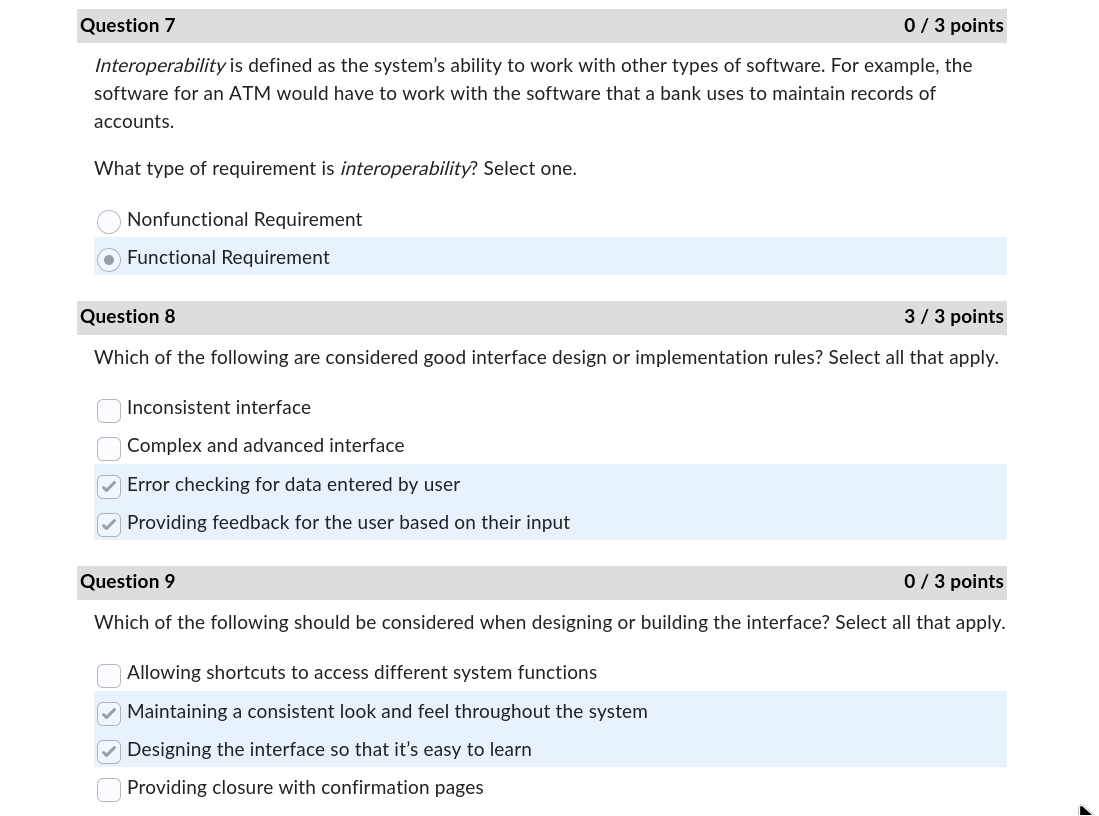 Question 7 0 / 3 points
Interoperability is defined as the system’s ability to work with other types of software. For example, the
software for an ATM would have to work with the software that a bank uses to maintain records of
accounts.
What type of requirement is interoperability? Select one.
Nonfunctional Requirement
Functional Requirement
Question 8 3 / 3 points
Which of the following are considered good interface design or implementation rules? Select all that apply.
Inconsistent interface
Complex and advanced interface
Error checking for data entered by user
Providing feedback for the user based on their input
Question 9 0 / 3 points
Which of the following should be considered when designing or building the interface? Select all that apply.
Allowing shortcuts to access different system functions
Maintaining a consistent look and feel throughout the system
Designing the interface so that it’s easy to learn
Providing closure with confirmation pages